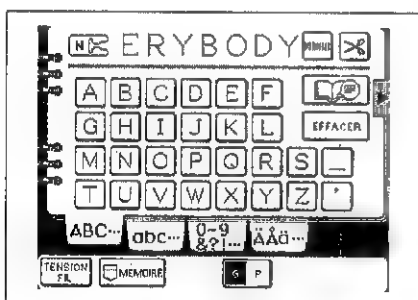 N ERYBODY
A B C D E F
G H I J K L EFFACER
M N O P Q R S _
T U V W X Y Z '
ABC... abc... 0~9 &?!... ÄÅä...
TENSION FIL MEMOIRE G P